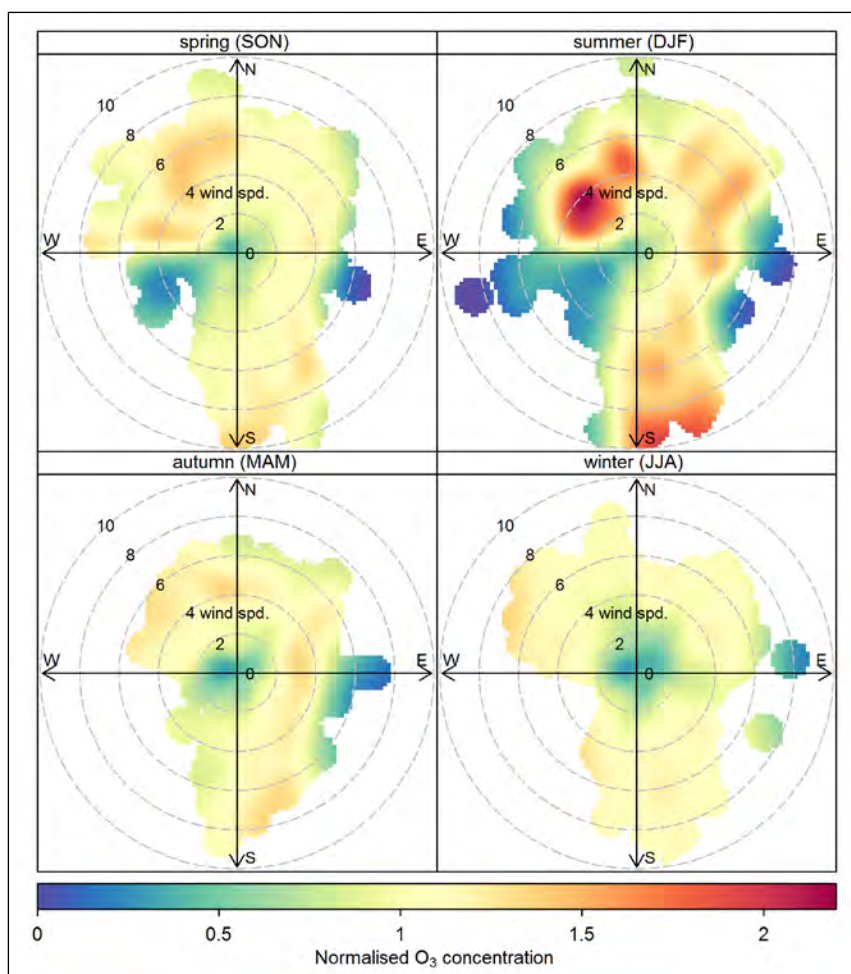 spring (SON)
summer (DJF)
N
10
8
6
4 wind spd.
2
W
0
E
S
N
10
8
6
4 wind spd.
2
W
0
E
S
autumn (MAM)
winter (JJA)
N
10
8
6
4 wind spd.
2
W
0
E
S
N
10
8
6
4 wind spd.
2
W
0
E
S
0 0.5 1 1.5 2
Normalised O₃ concentration